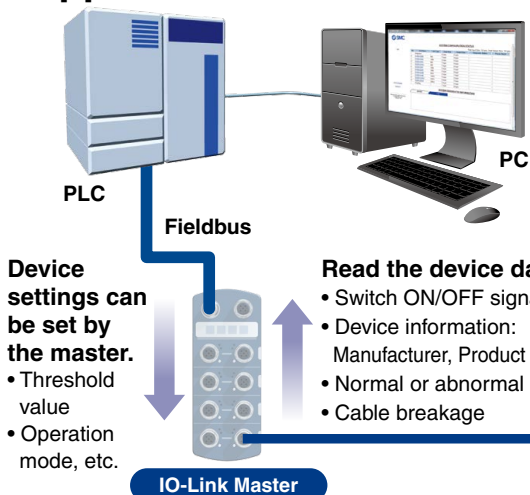 PLC
PC
Fieldbus
Device
settings can
be set by
the master.
• Threshold
value
• Operation
mode, etc.
Read the device da
• Switch ON/OFF sign
• Device information:
Manufacturer, Product
• Normal or abnormal
• Cable breakage
IO-Link Master